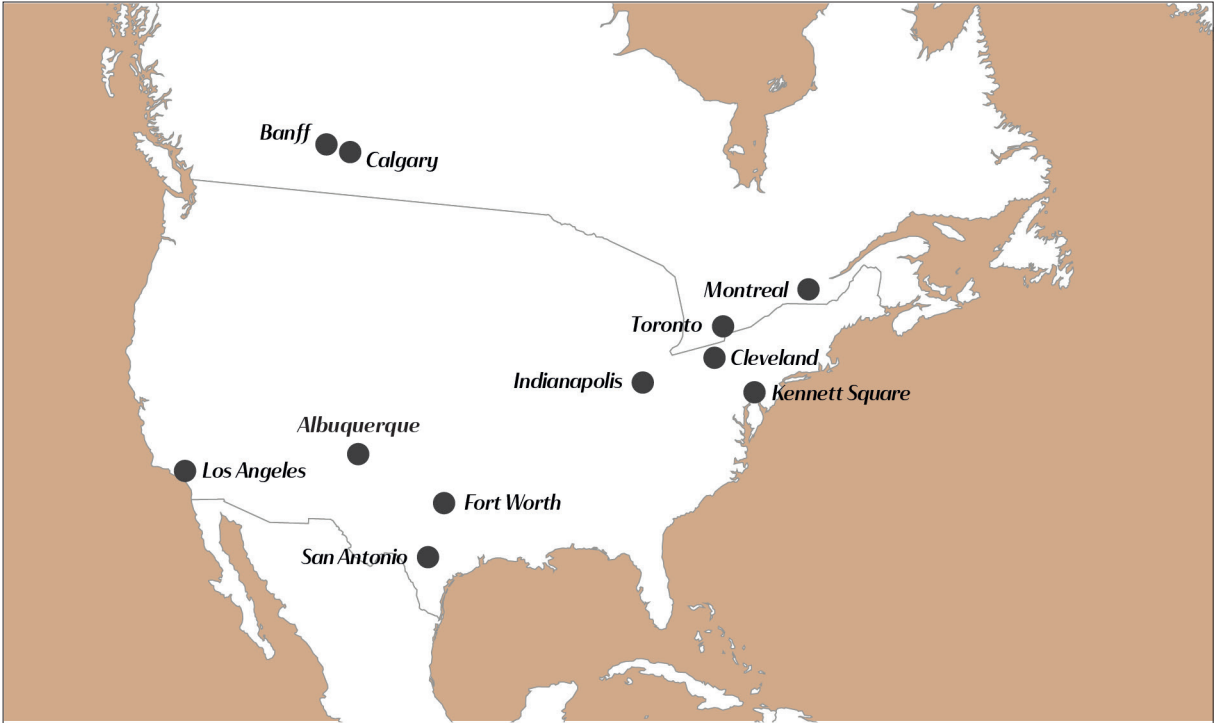 Banff
Calgary
Montreal
Toronto
Cleveland
Indianapolis
Kennett Square
Albuquerque
Los Angeles
Fort Worth
San Antonio